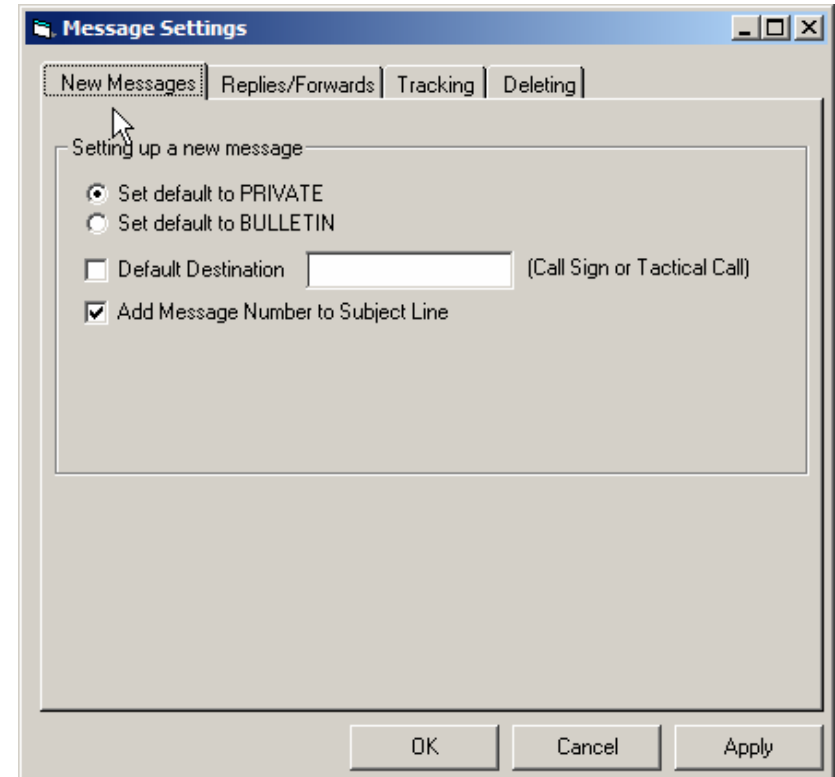 Message Settings
New Messages Replies/Forwards Tracking Deleting
Setting up a new message
Set default to PRIVATE
Set default to BULLETIN
Default Destination (Call Sign or Tactical Call)
Add Message Number to Subject Line
OK Cancel Apply